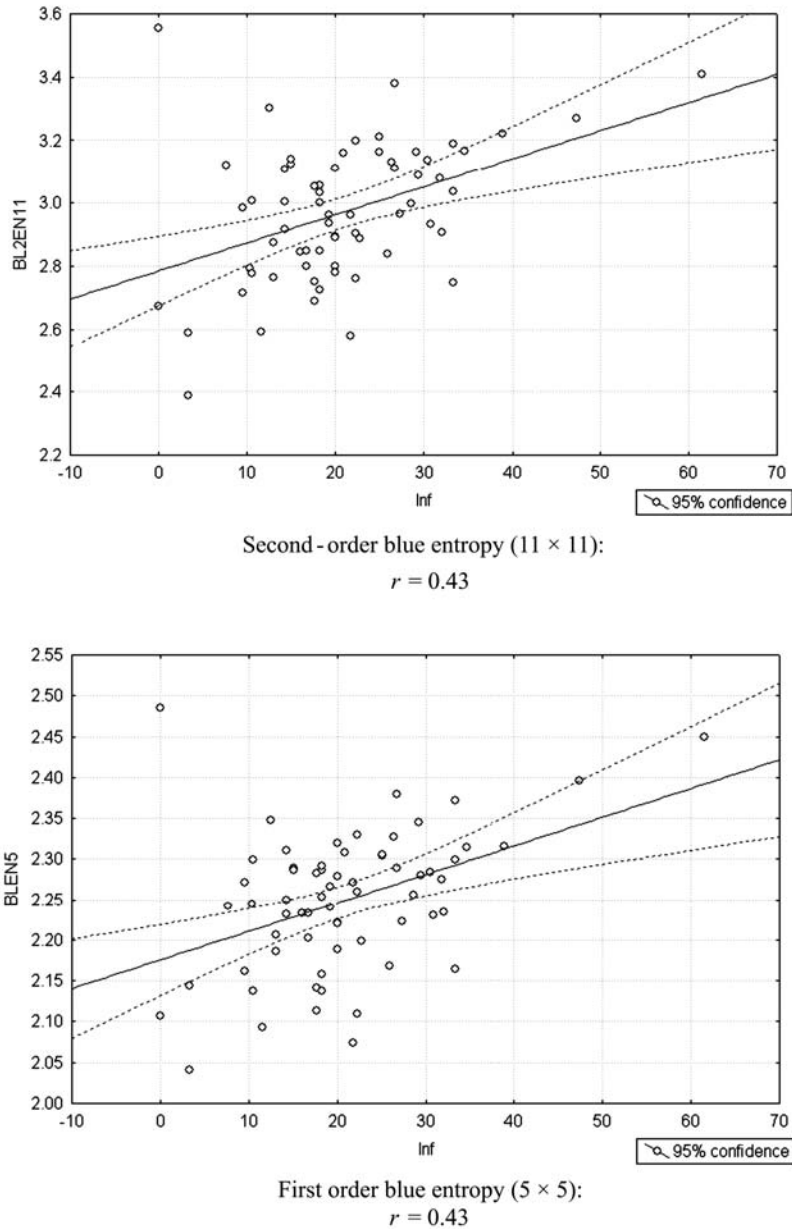 3.6
3.4
3.2
3.0
2.8
2.6
2.4
2.2
BL2EN11
-10 0 10 20 30 40 50 60 70
Inf
95% confidence
Second-order blue entropy (11 × 11):
r = 0.43
2.55
2.50
2.45
2.40
2.35
2.30
2.25
2.20
2.15
2.10
2.05
2.00
BLEN5
-10 0 10 20 30 40 50 60 70
Inf
95% confidence
First order blue entropy (5 × 5):
r = 0.43